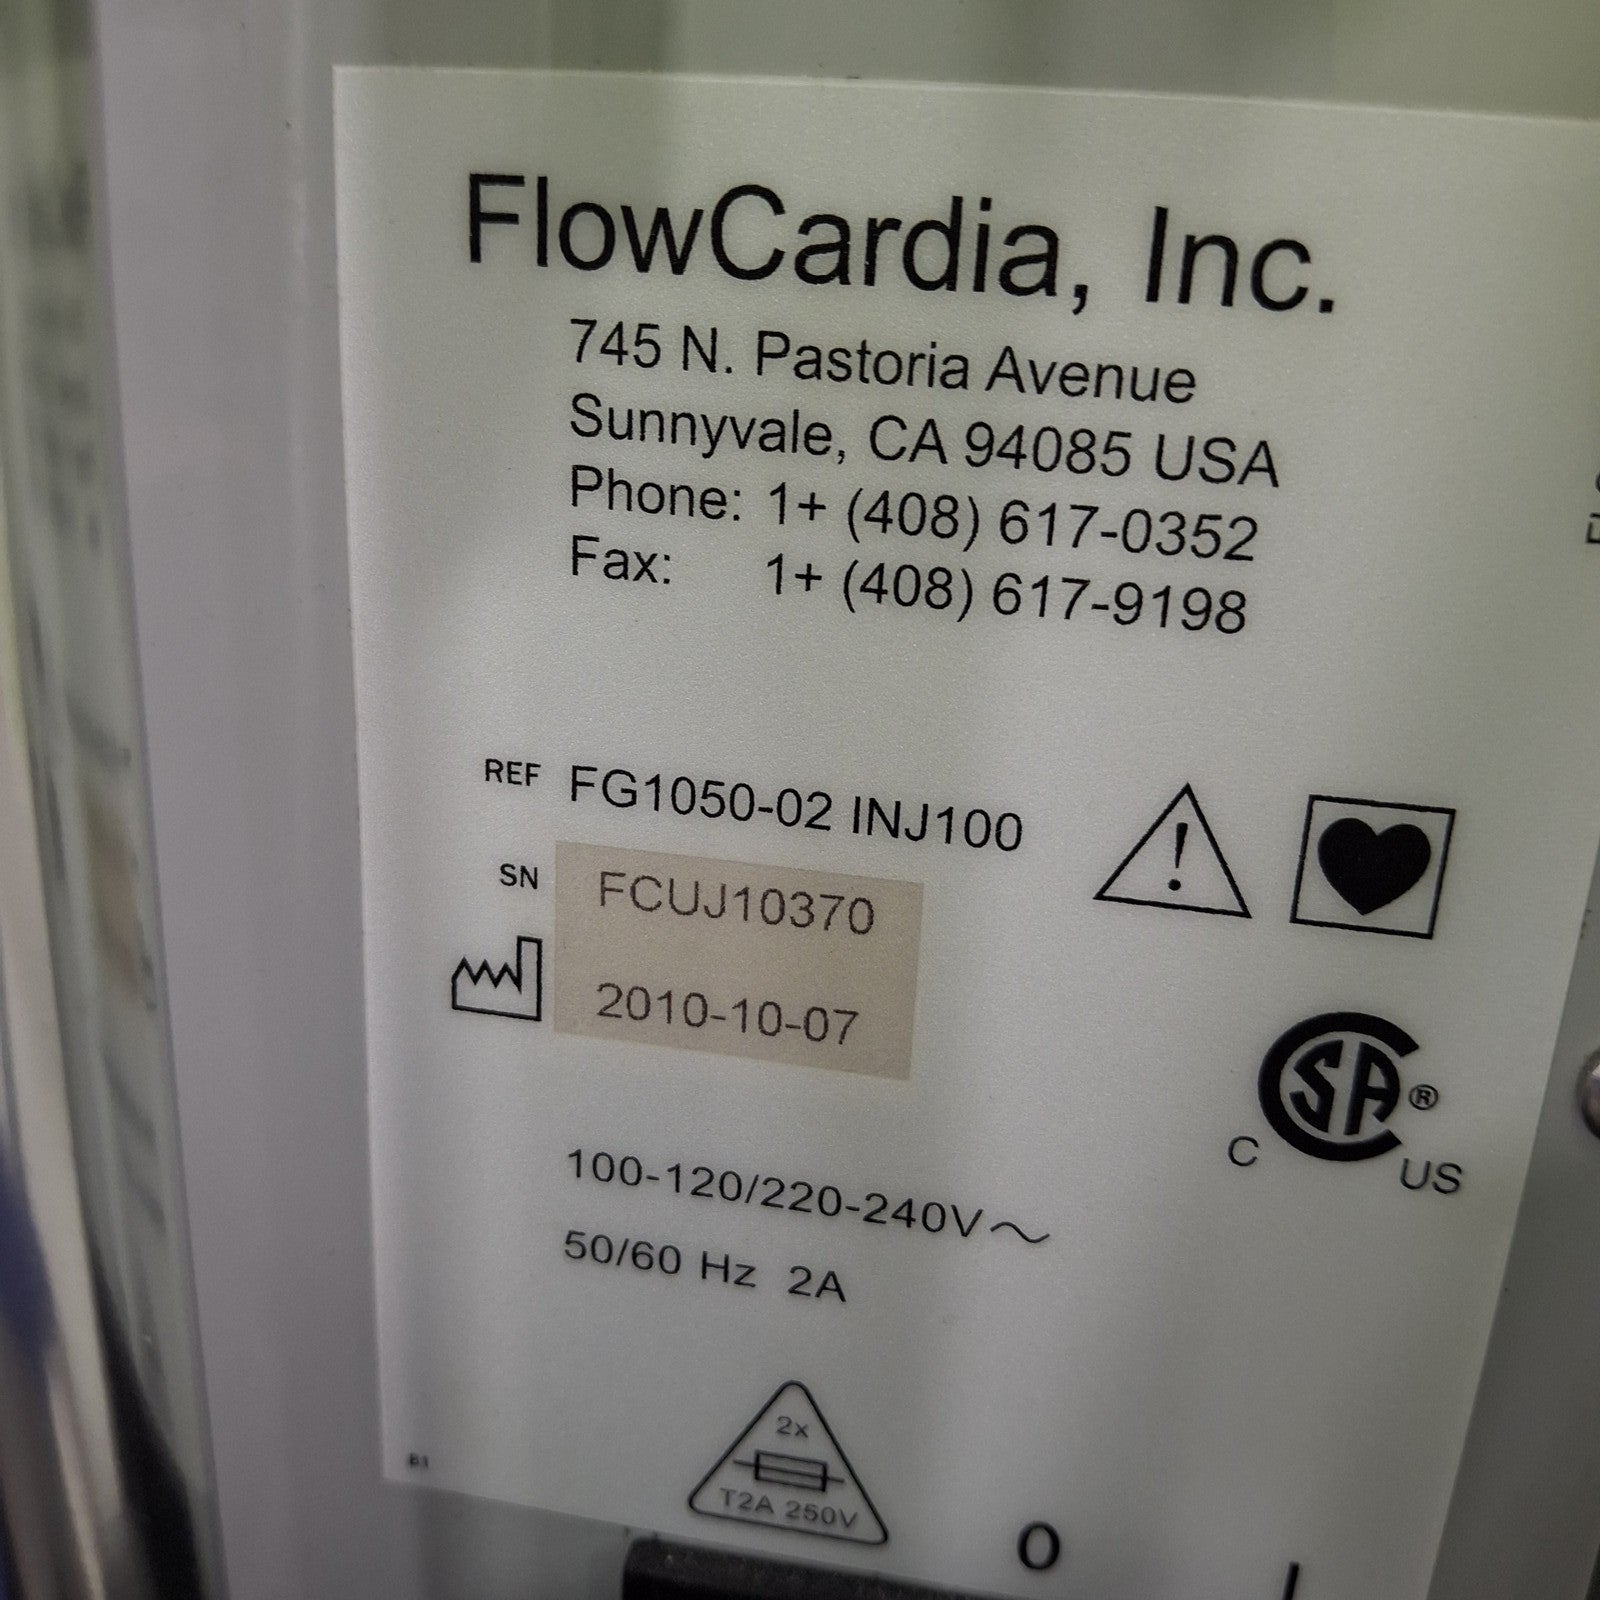 FlowCardia, Inc.
745 N. Pastoria Avenue
Sunnyvale, CA 94085 USA
Phone: 1+ (408) 617-0352
Fax: 1+ (408) 617-9198
REF FG1050-02 INJ100
SN FCUJ10370
2010-10-07
CSA®
C US
100-120/220-240V~
50/60 Hz 2A
2x
T2A 250V
B1
O
I